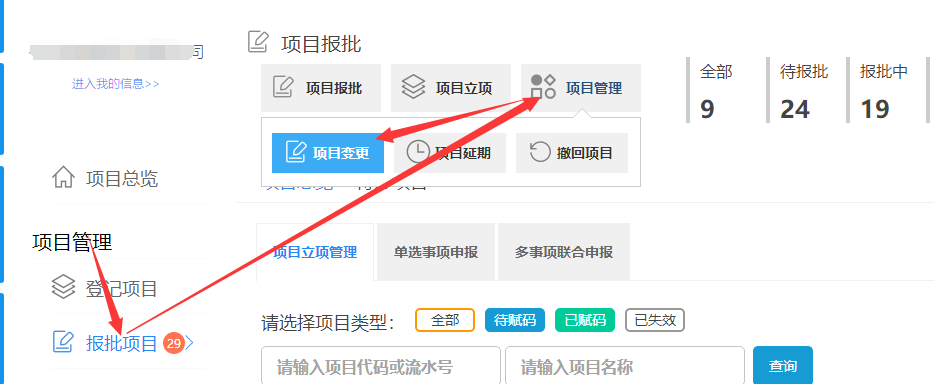 司
进入我的信息>>
项目总览
项目管理
登记项目
报批项目 29
项目报批
项目报批 项目立项 项目管理
项目变更 项目延期 撤回项目
全部 待报批 报批中
9 24 19
项目立项管理 单选事项申报 多事项联合申报
请选择项目类型： 全部 待赋码 已赋码 已失效
请输入项目代码或流水号 请输入项目名称 查询